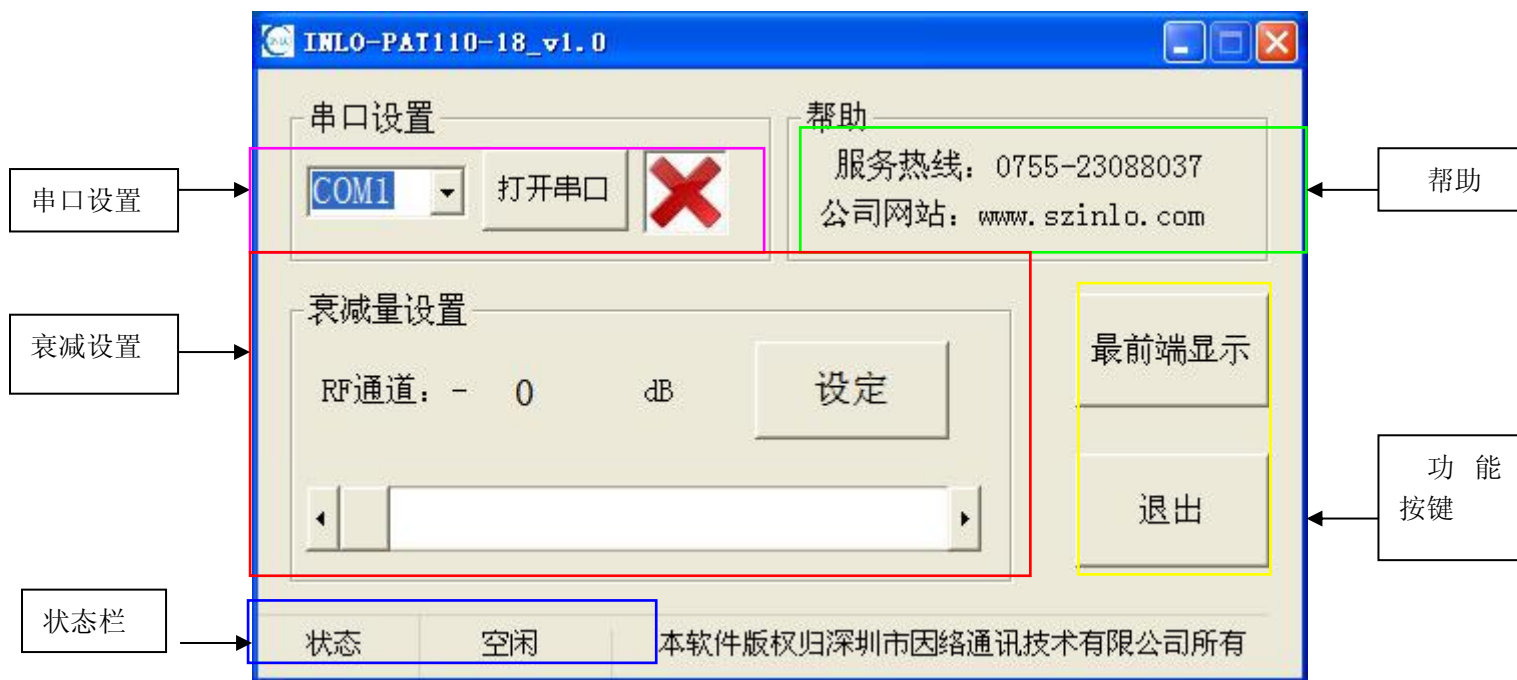 INLO-PAT110-18_v1.0
串口设置
帮助
COM1
打开串口
服务热线：0755-23088037
公司网站：www.szinlo.com
衰减量设置
RF通道：- 0 dB
设定
最前端显示
退出
状态
空闲
本软件版权归深圳市因络通讯技术有限公司所有
串口设置
衰减设置
状态栏
帮助
功 能
按键